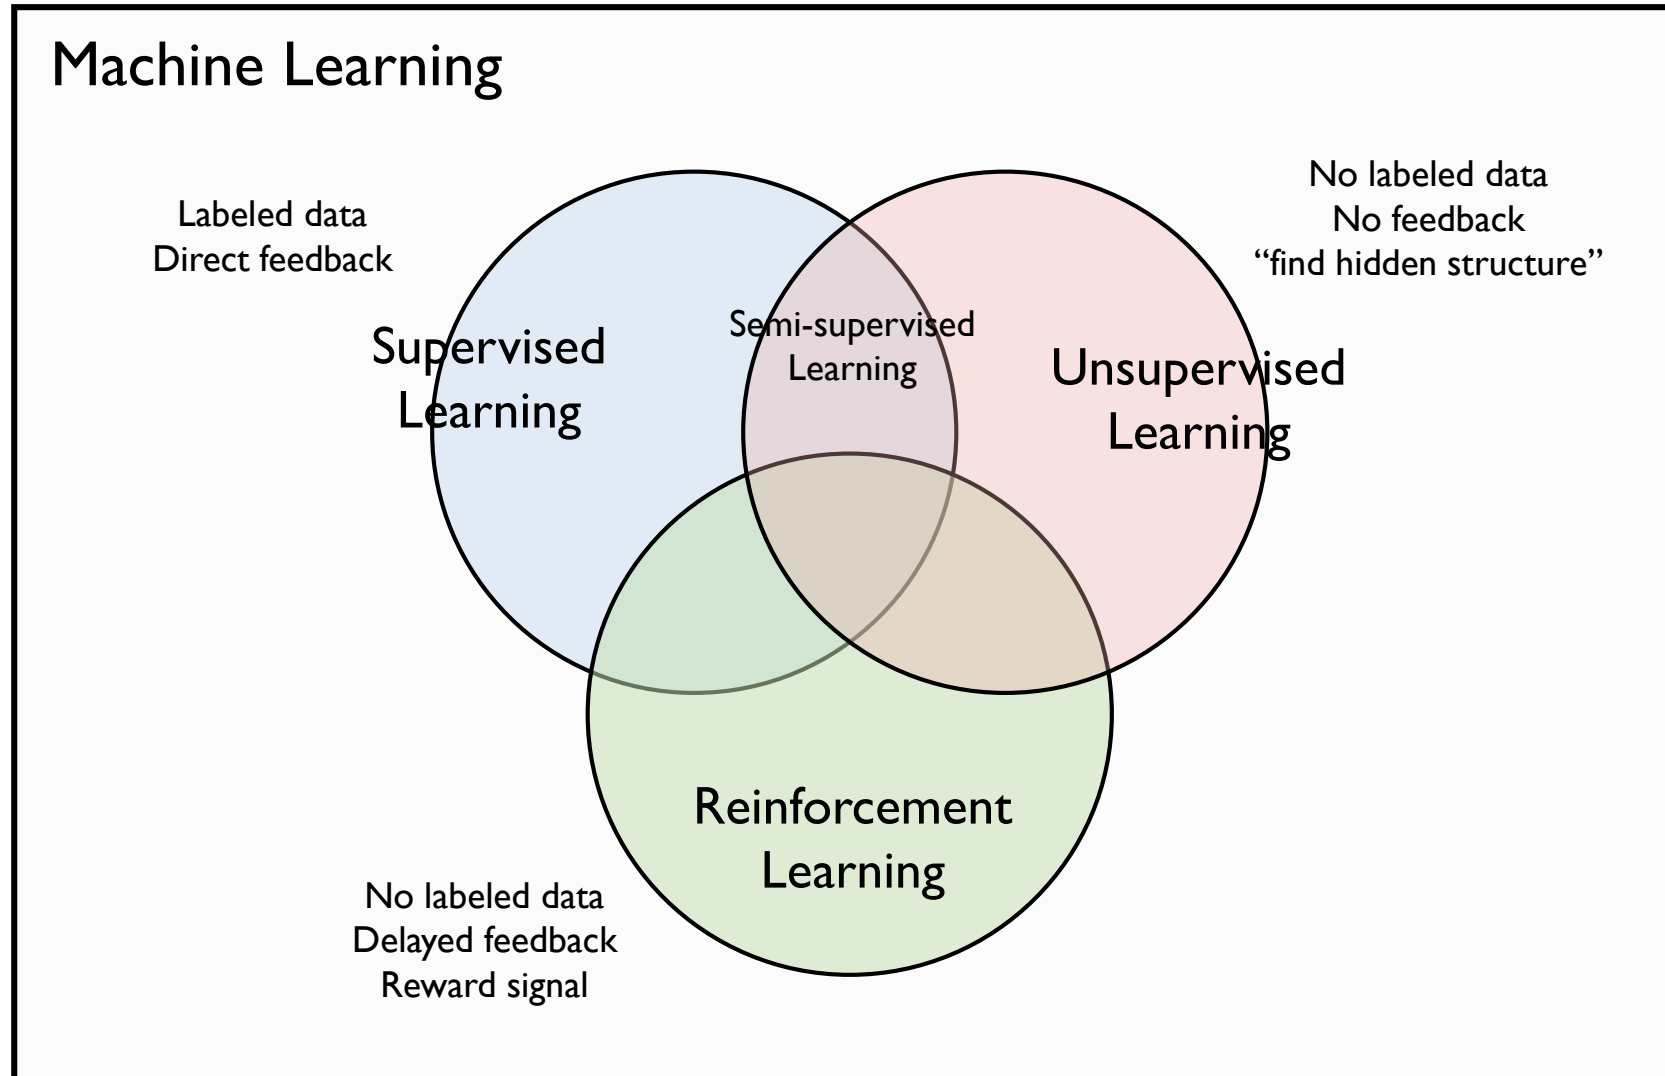 Machine Learning
Labeled data
Direct feedback
No labeled data
No feedback
“find hidden structure”
Supervised
Learning
Semi-supervised
Learning
Unsupervised
Learning
Reinforcement
Learning
No labeled data
Delayed feedback
Reward signal